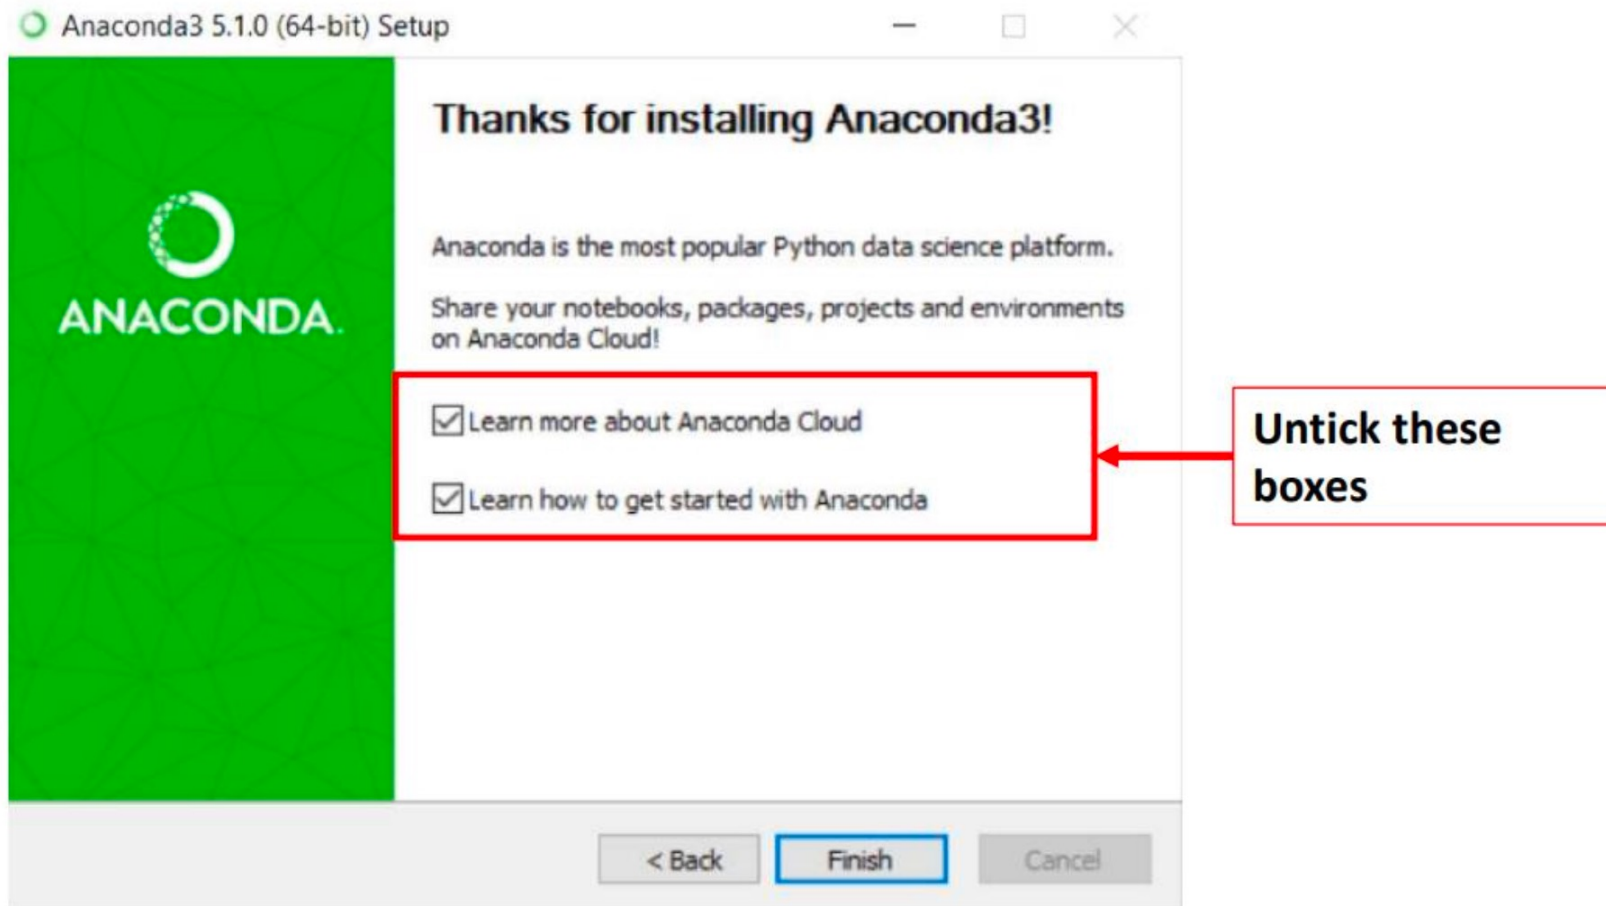 Anaconda3 5.1.0 (64-bit) Setup
Thanks for installing Anaconda3!
ANACONDA.
Anaconda is the most popular Python data science platform.
Share your notebooks, packages, projects and environments
on Anaconda Cloud!
Learn more about Anaconda Cloud
Learn how to get started with Anaconda
Untick these
boxes
< Back
Finish
Cancel